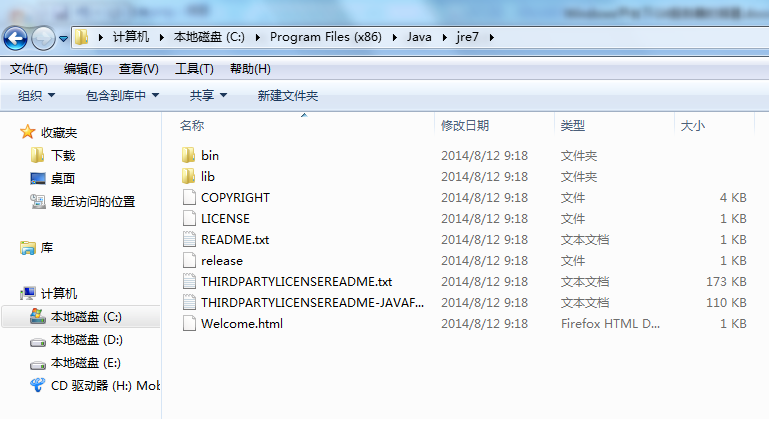 计算机 本地磁盘 (C:) Program Files (x86) Java jre7
文件(F) 编辑(E) 查看(V) 工具(T) 帮助(H)
组织 包含到库中 共享 新建文件夹
收藏夹
下载
桌面
最近访问的位置
库
计算机
本地磁盘 (C:)
本地磁盘 (D:)
本地磁盘 (E:)
CD 驱动器 (H:) Mob
名称 修改日期 类型 大小
bin 2014/8/12 9:18 文件夹
lib 2014/8/12 9:18 文件夹
COPYRIGHT 2014/8/12 9:18 文件 4 KB
LICENSE 2014/8/12 9:18 文件 1 KB
README.txt 2014/8/12 9:18 文本文档 1 KB
release 2014/8/12 9:18 文件 1 KB
THIRDPARTYLICENSEREADME.txt 2014/8/12 9:18 文本文档 173 KB
THIRDPARTYLICENSEREADME-JAVAF... 2014/8/12 9:18 文本文档 110 KB
Welcome.html 2014/8/12 9:18 Firefox HTML D... 1 KB